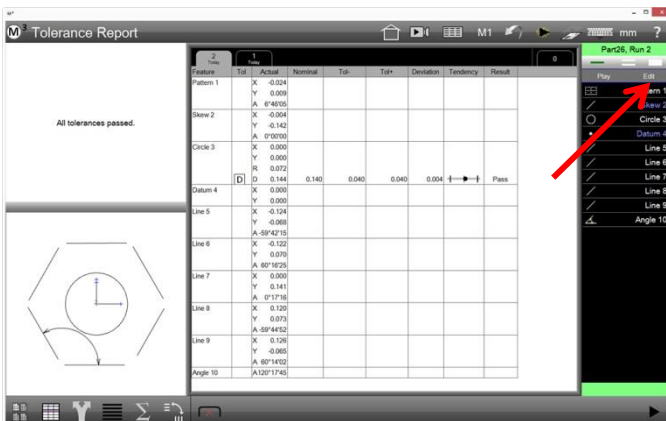 M³
M³ Tolerance Report
M1
mm ?
Part26, Run 2
Play Edit
Pattern 1
Skew 2
Circle 3
Datum 4
Line 5
Line 6
Line 7
Line 8
Line 9
Angle 10
All tolerances passed.
2 Today
1 Today
0
Feature Tol Actual Nominal Tol- Tol+ Deviation Tendency Result
Pattern 1 X -0.024
Y 0.009
A 6°46'05
Skew 2 X -0.004
Y -0.142
A 0°00'00
Circle 3 X 0.000
Y 0.000
R 0.072
D D 0.144 0.140 0.040 0.040 0.004 Pass
Datum 4 X 0.000
Y 0.000
Line 5 X -0.124
Y -0.068
A -59°42'15
Line 6 X -0.122
Y 0.070
A 60°16'25
Line 7 X 0.000
Y 0.141
A 0°17'16
Line 8 X 0.120
Y 0.073
A -59°44'52
Line 9 X 0.126
Y -0.065
A 60°14'02
Angle 10 A 120°17'45